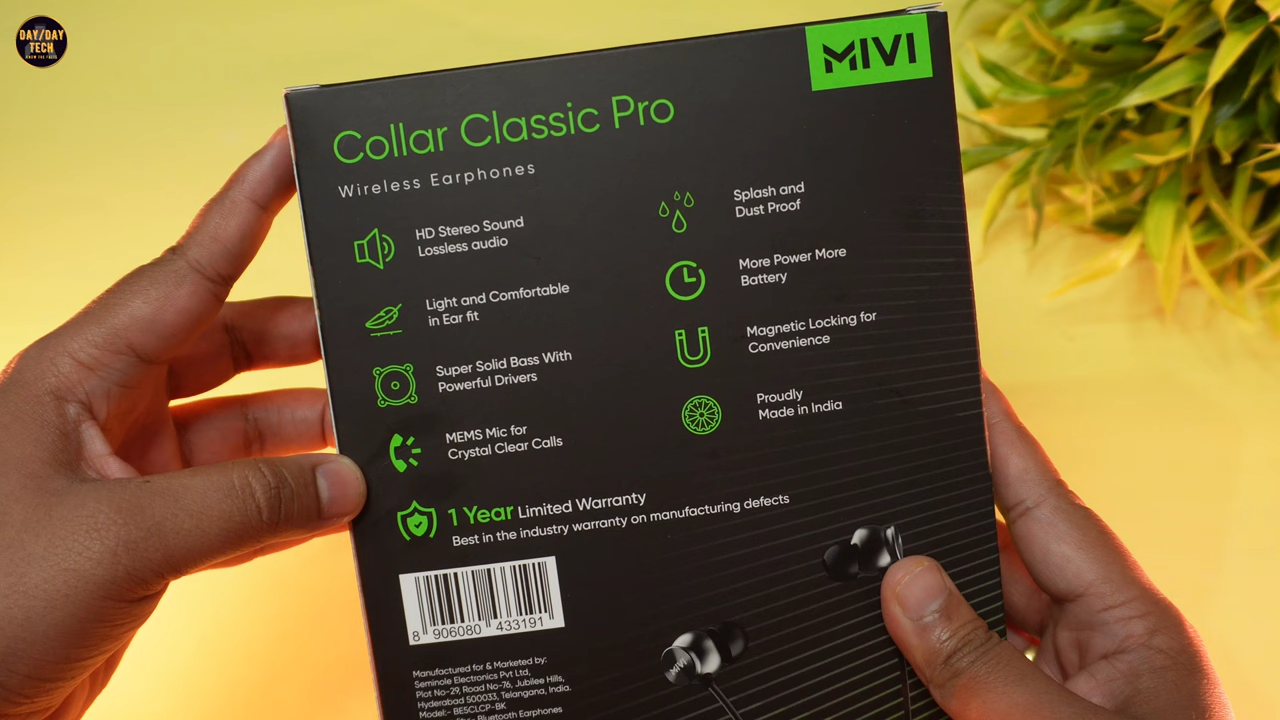 DAY/DAY
TECH
KNOW THE FACTS
MIVI
Collar Classic Pro
Wireless Earphones
HD Stereo Sound
Lossless audio
Light and Comfortable
in Ear fit
Super Solid Bass With
Powerful Drivers
MEMS Mic for
Crystal Clear Calls
Splash and
Dust Proof
More Power More
Battery
Magnetic Locking for
Convenience
Proudly
Made in India
1 Year Limited Warranty
Best in the industry warranty on manufacturing defects
8 906080 433191
Manufactured for & Marketed by:
Seminole Electronics Pvt Ltd,
Plot No-29, Road No-76, Jubilee Hills,
Hyderabad 500033, Telangana, India.
Model:- BE5CLCP-BK
Bluetooth Earphones
MIVI